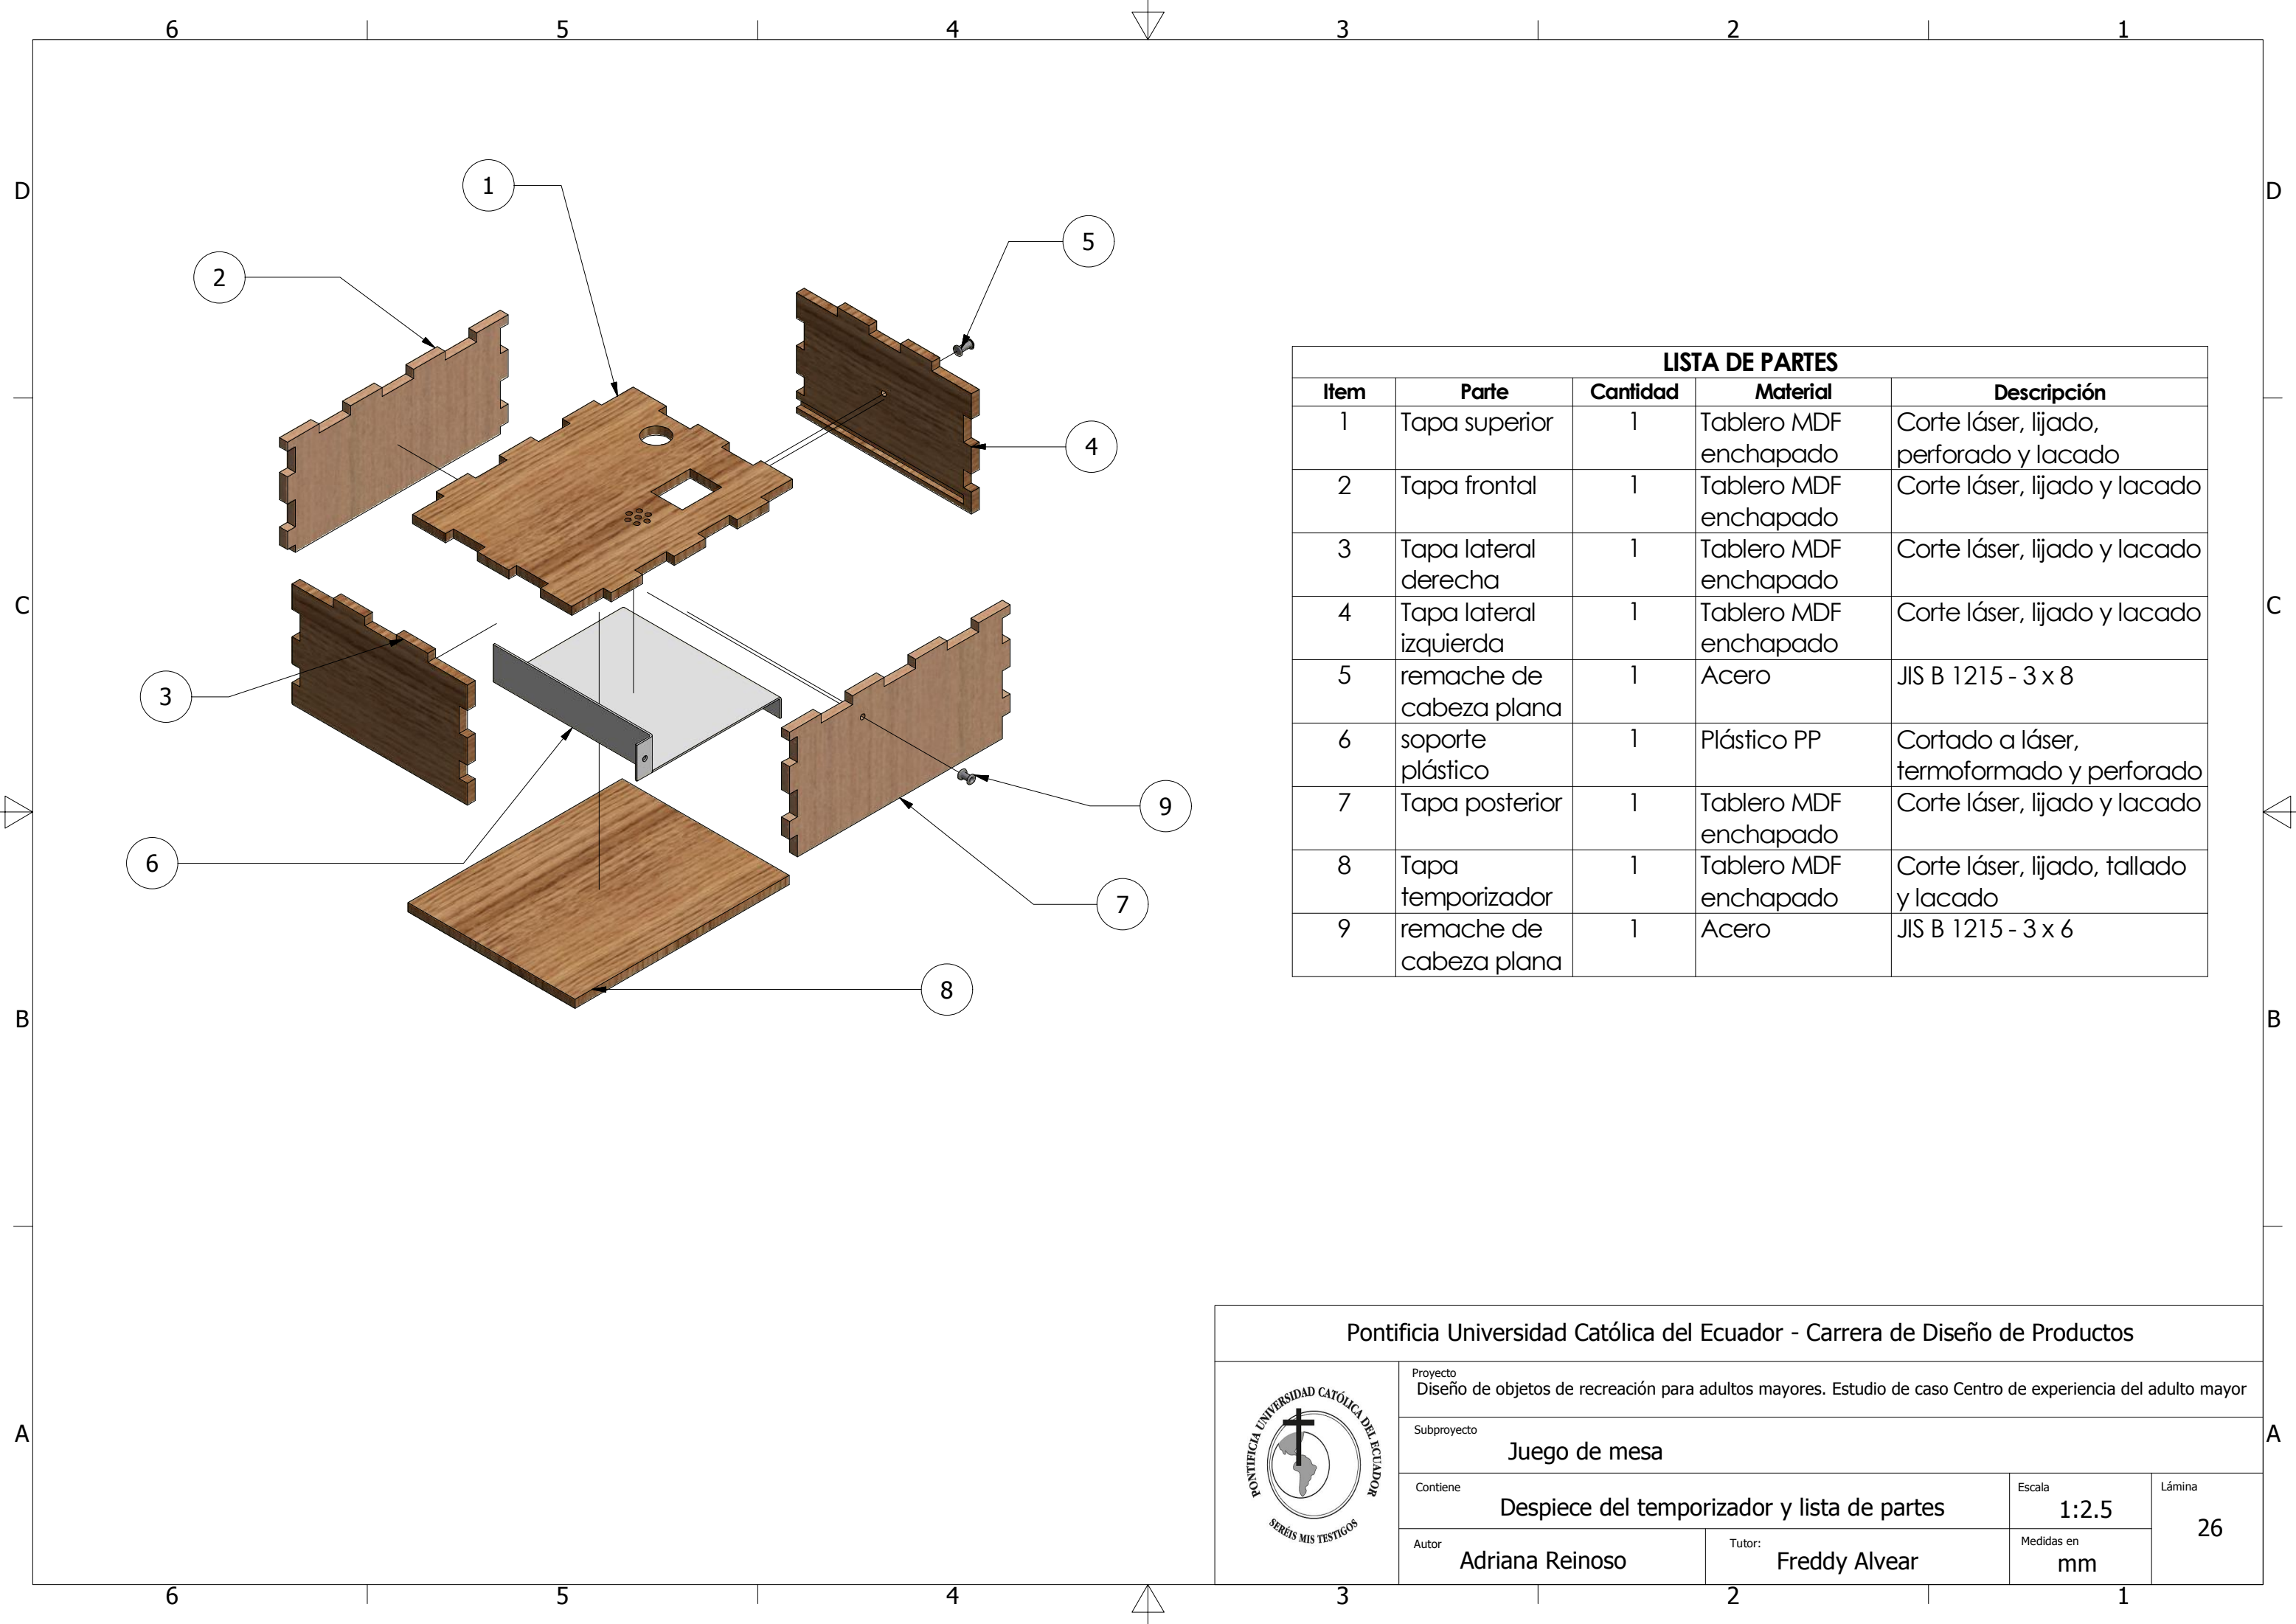 6 5 4 3 2 1
D D
C C
B B
A A
1
2
5
4
3
6
9
7
8
LISTA DE PARTES
Item Parte Cantidad Material Descripción
1 Tapa superior 1 Tablero MDF Corte láser, lijado,
enchapado perforado y lacado
2 Tapa frontal 1 Tablero MDF Corte láser, lijado y lacado
enchapado
3 Tapa lateral 1 Tablero MDF Corte láser, lijado y lacado
derecha enchapado
4 Tapa lateral 1 Tablero MDF Corte láser, lijado y lacado
izquierda enchapado
5 remache de 1 Acero JIS B 1215 - 3 x 8
cabeza plana
6 soporte 1 Plástico PP Cortado a láser,
plástico termoformado y perforado
7 Tapa posterior 1 Tablero MDF Corte láser, lijado y lacado
enchapado
8 Tapa 1 Tablero MDF Corte láser, lijado, tallado
temporizador enchapado y lacado
9 remache de 1 Acero JIS B 1215 - 3 x 6
cabeza plana
Pontificia Universidad Católica del Ecuador - Carrera de Diseño de Productos
PONTIFICIA UNIVERSIDAD CATÓLICA DEL ECUADOR
SERÉIS MIS TESTIGOS
Proyecto
Diseño de objetos de recreación para adultos mayores. Estudio de caso Centro de experiencia del adulto mayor
Subproyecto
Juego de mesa
Contiene
Despiece del temporizador y lista de partes
Escala
1:2.5
Lámina
26
Autor
Adriana Reinoso
Tutor:
Freddy Alvear
Medidas en
mm
6 5 4 3 2 1